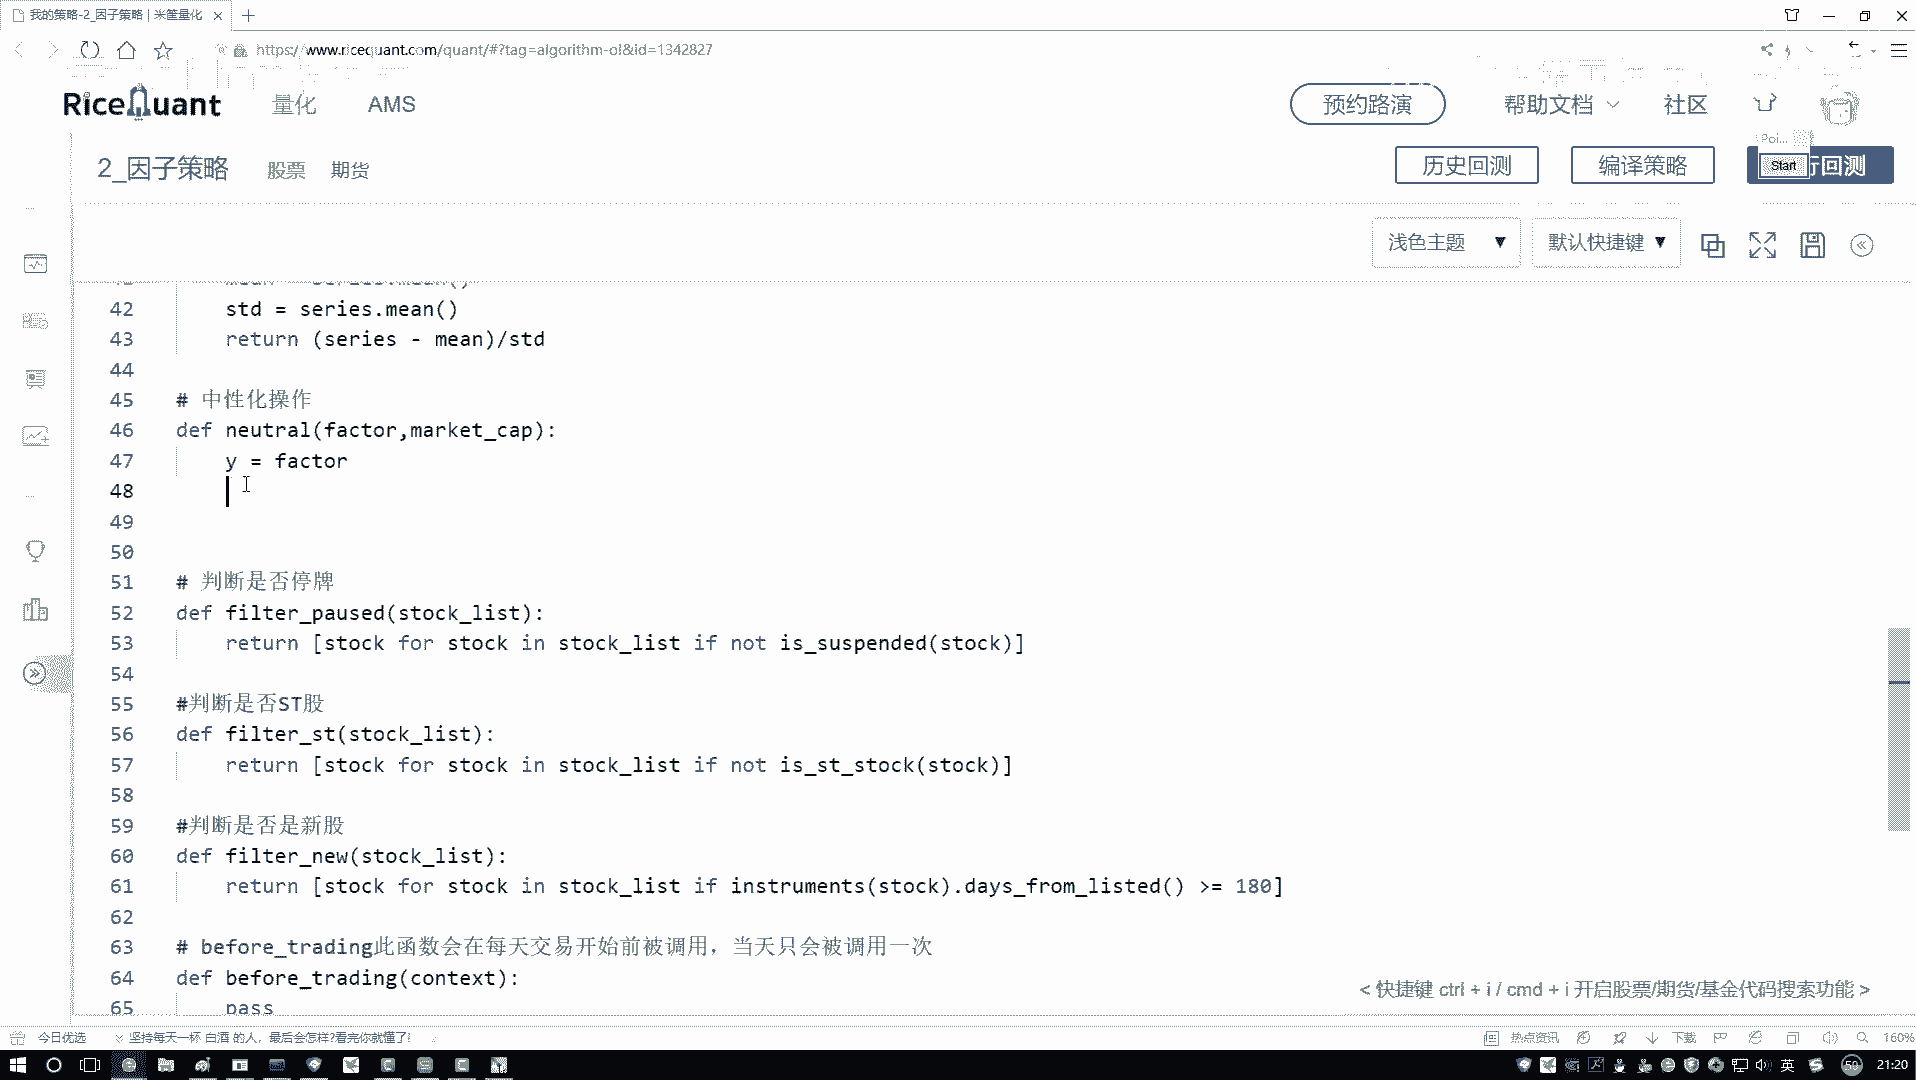 我的策略-2_因子策略 | 米筐量化
https://www.ricequant.com/quant/#?tag=algorithm-ol&id=1342827
RiceQuant 量化 AMS 预约路演 帮助文档 社区
2_因子策略 股票 期货 历史回测 编译策略 行回测
Poi...
Start
浅色主题 ▼ 默认快捷键 ▼
42 std = series.mean()
43 return (series - mean)/std
44
45 # 中性化操作
46 def neutral(factor,market_cap):
47 y = factor
48
49
50
51 # 判断是否停牌
52 def filter_paused(stock_list):
53 return [stock for stock in stock_list if not is_suspended(stock)]
54
55 #判断是否ST股
56 def filter_st(stock_list):
57 return [stock for stock in stock_list if not is_st_stock(stock)]
58
59 #判断是否是新股
60 def filter_new(stock_list):
61 return [stock for stock in stock_list if instruments(stock).days_from_listed() >= 180]
62
63 # before_trading此函数会在每天交易开始前被调用，当天只会被调用一次
64 def before_trading(context):
65 pass
< 快捷键 ctrl + i / cmd + i 开启股票/期货/基金代码搜索功能 >
今日优选 坚持每天一杯 白酒 的人，最后会怎样?看完你就懂了! 热点资讯 下载 160%
英 59 21:20